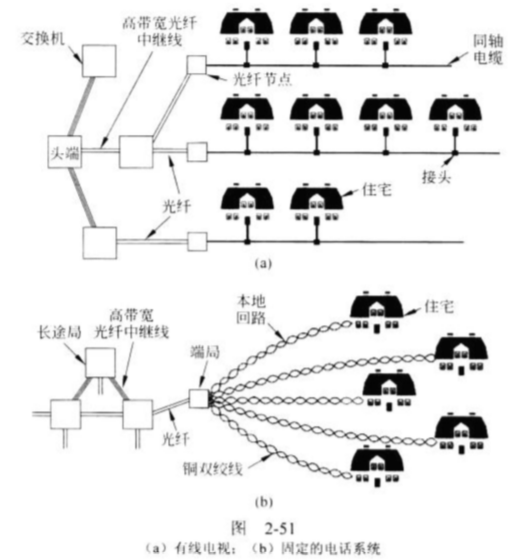 交换机
高带宽光纤
中继线
同轴
电缆
光纤节点
头端
接头
光纤
住宅
(a)
高带宽
光纤中继线
长途局
本地
回路
住宅
端局
光纤
铜双绞线
(b)
图 2-51
(a) 有线电视；(b) 固定的电话系统